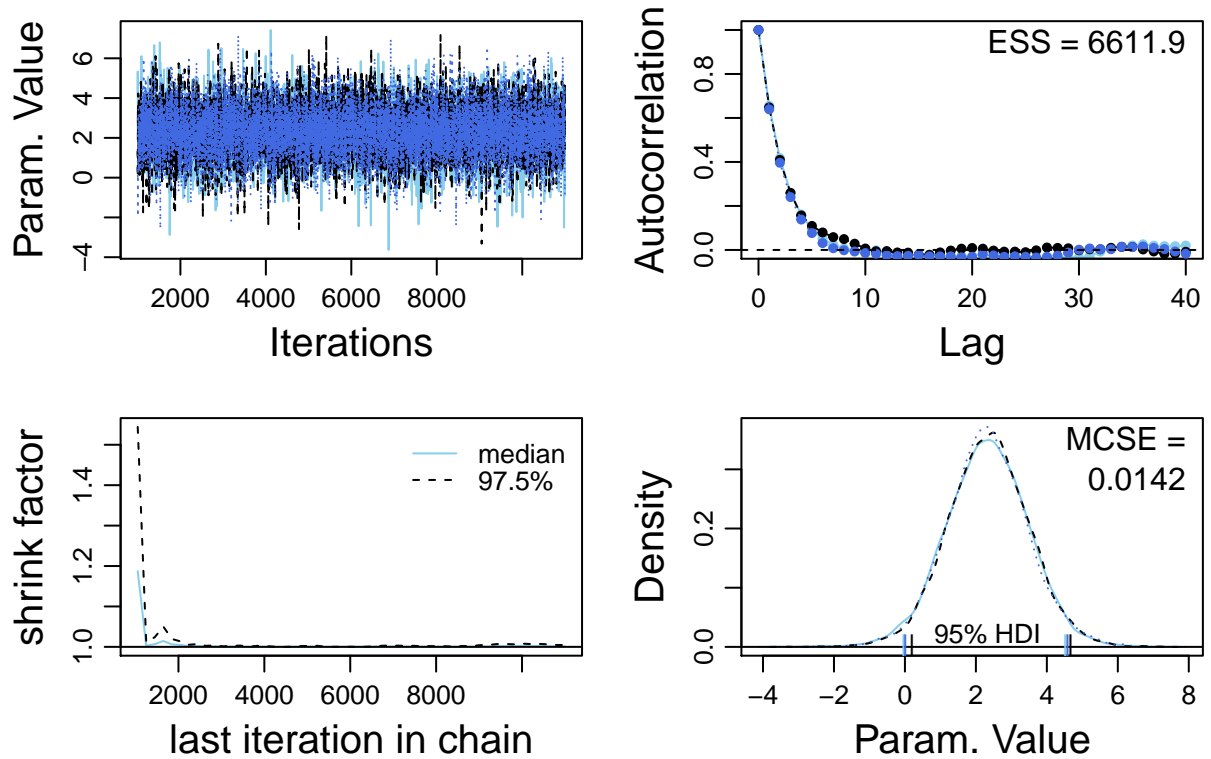 Param. Value
6
4
2
0
−4
2000 4000 6000 8000
Iterations
Autocorrelation
0.8
0.4
0.0
ESS = 6611.9
0 10 20 30 40
Lag
shrink factor
1.4
1.2
1.0
median
97.5%
2000 4000 6000 8000
last iteration in chain
Density
0.2
0.0
MCSE =
0.0142
95% HDI
−4 −2 0 2 4 6 8
Param. Value